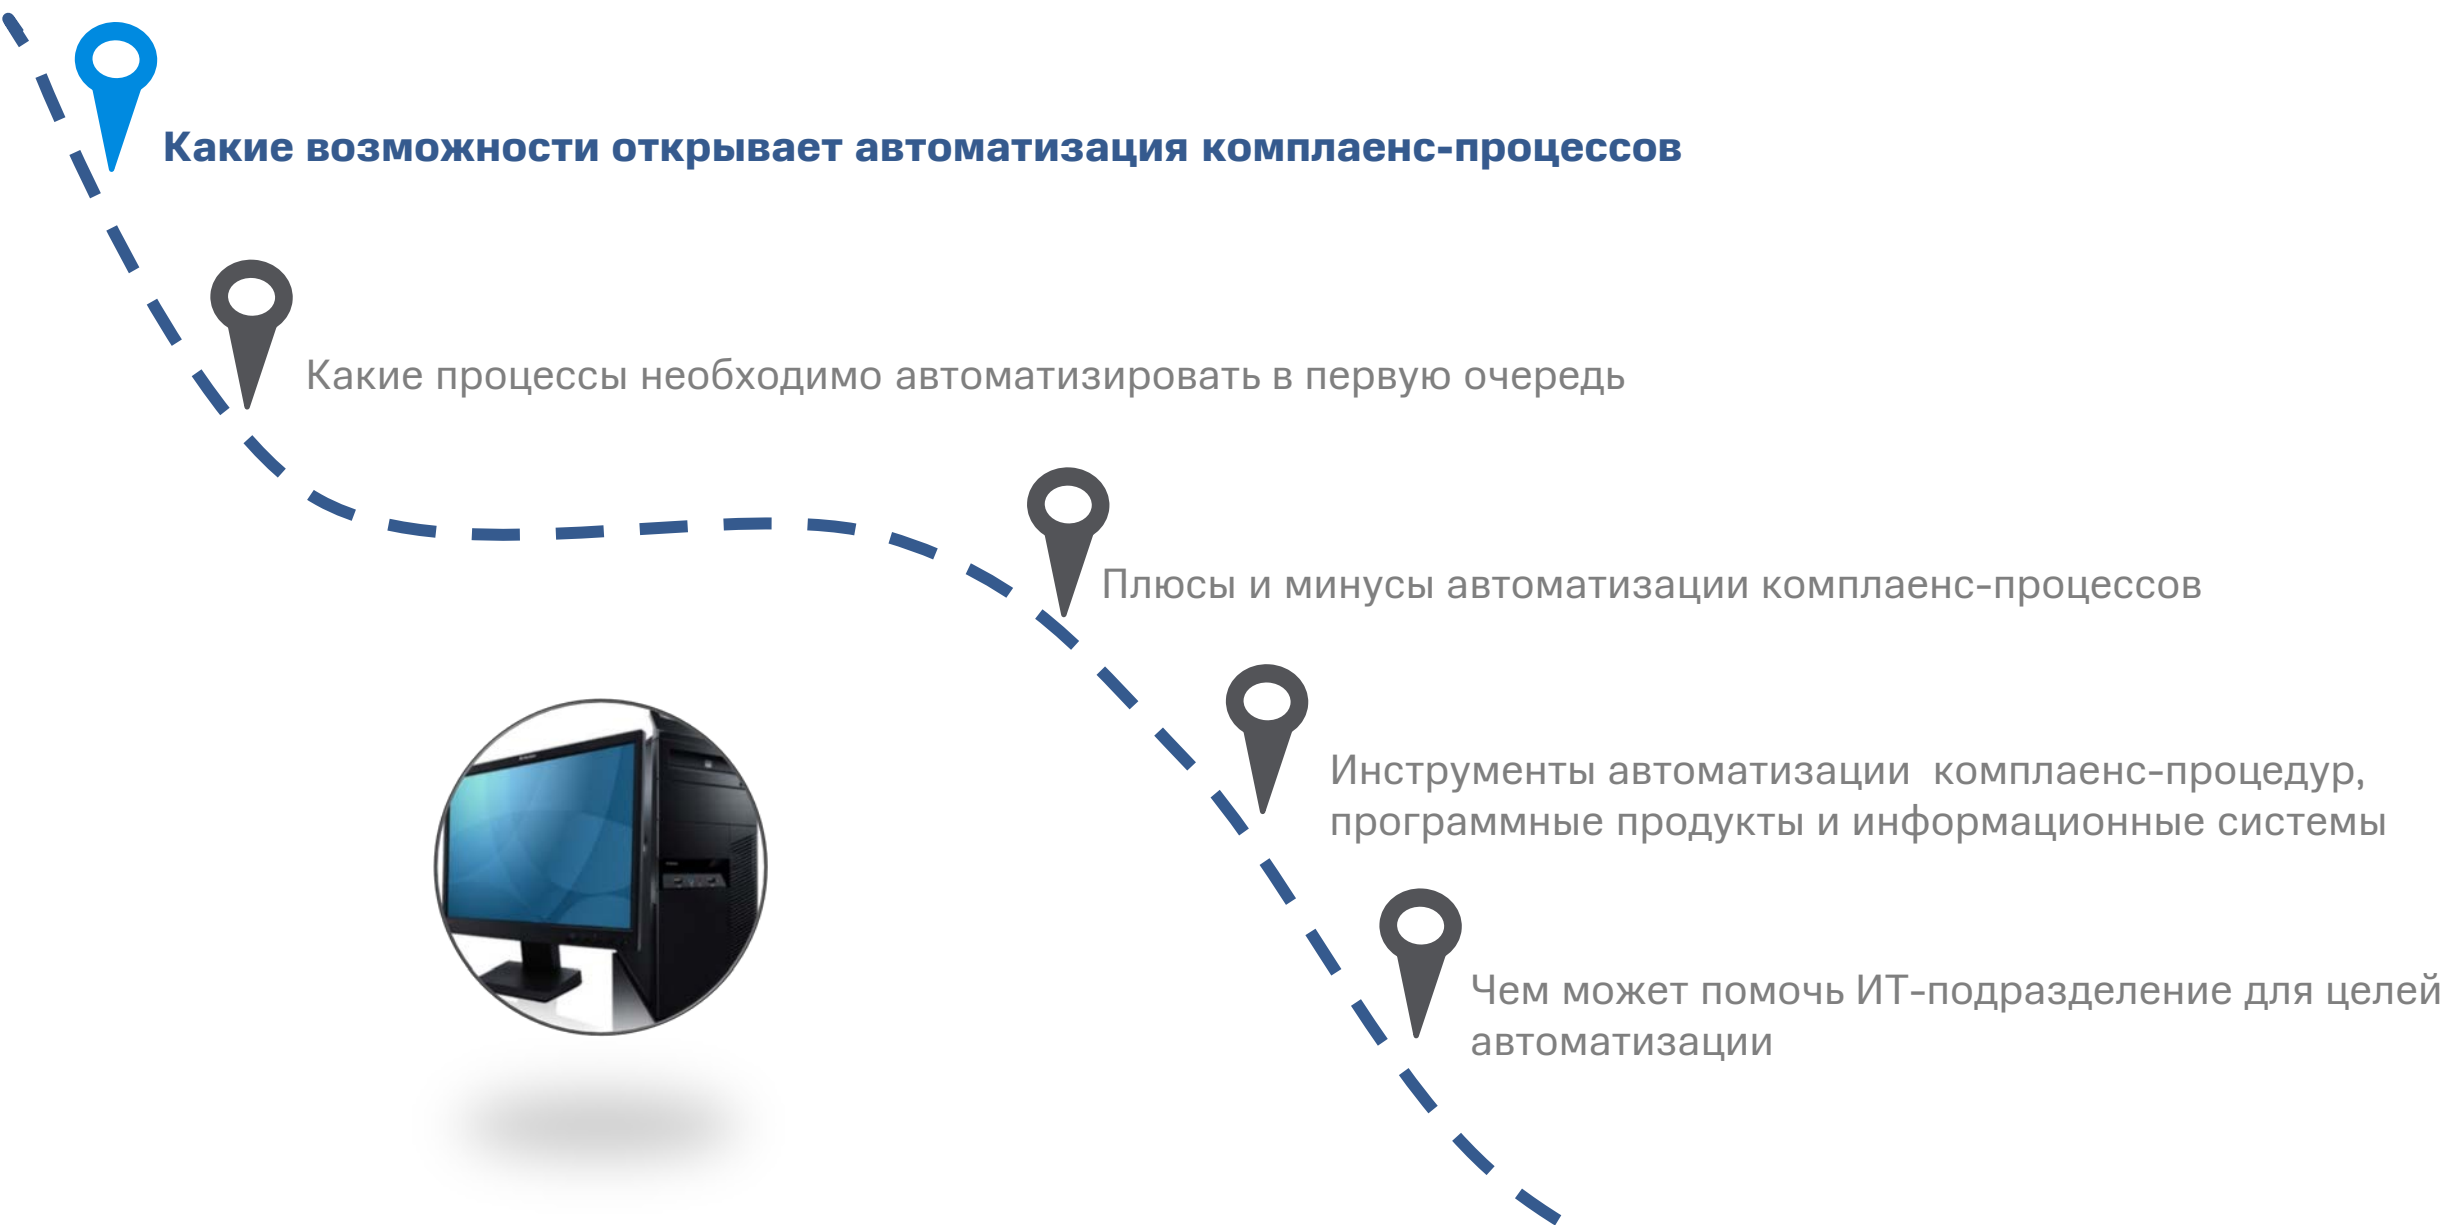 Какие возможности открывает автоматизация комплаенс-процессов
Какие процессы необходимо автоматизировать в первую очередь
Плюсы и минусы автоматизации комплаенс-процессов
Инструменты автоматизации  комплаенс-процедур,
программные продукты и информационные системы
Чем может помочь ИТ-подразделение для целей
автоматизации